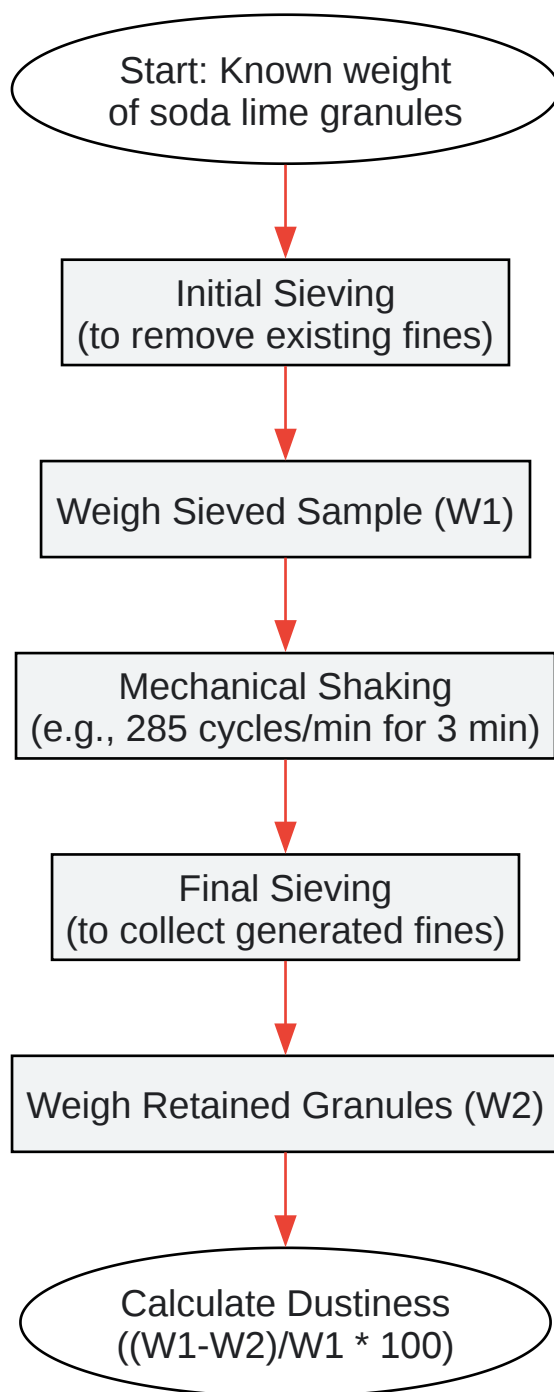 Start: Known weight
of soda lime granules
Initial Sieving
(to remove existing fines)
Weigh Sieved Sample (W1)
Mechanical Shaking
(e.g., 285 cycles/min for 3 min)
Final Sieving
(to collect generated fines)
Weigh Retained Granules (W2)
Calculate Dustiness
((W1-W2)/W1 * 100)